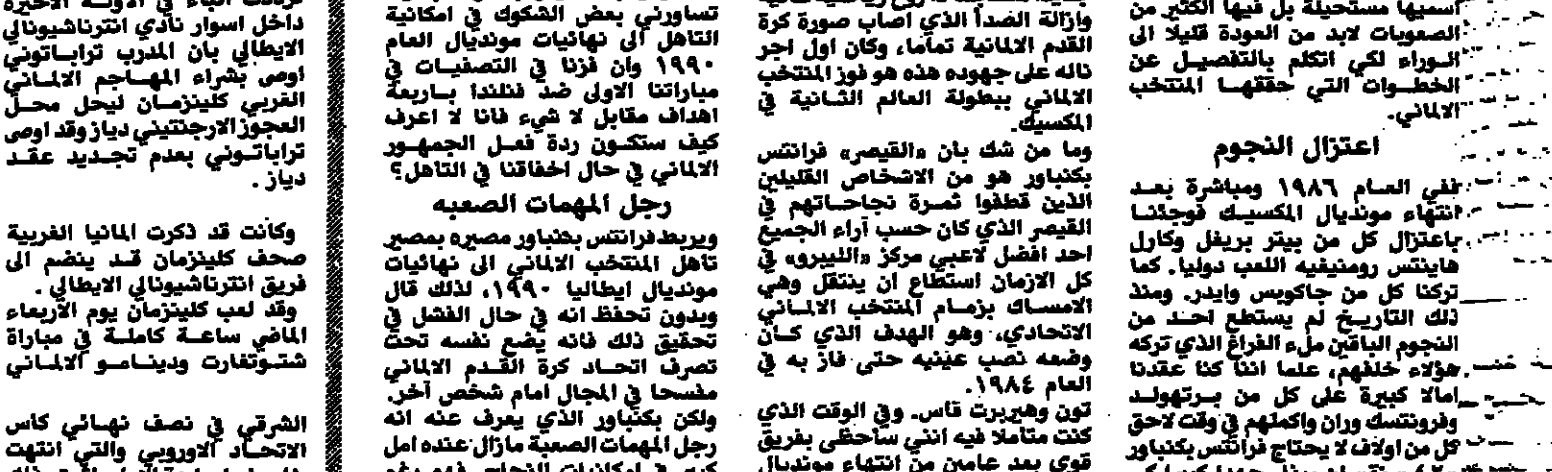 اسميها مستحيلة بل فيها الكثير من
الصعوبات لابد من العودة قليلا الى
الوراء لكي اتكلم بالتفصيل عن
الخطوات التي حققها المنتخب
الالماني.
اعتزال النجوم
ففي العام ١٩٨٦ ومباشرة بعد
انتهاء مونديال المكسيك فوجئنا
باعتزال كل من بيتر بريغل وكارل
هاينتس رومنيغيه اللعب دوليا. كما
تركنا كل من جاكوبس وايدر. ومنذ
ذلك التاريخ لم يستطع احد من
النجوم الباقين ملء الفراغ الذي تركه
هؤلاء خلفهم، علما اننا كنا عقدنا
امالا كبيرة على كل من برتهولد
وفرونتسك وران واكملهم في وقت لاحق
كل من اولاف لا يحتاج فرانتس بكنباور
وازالة الصدأ الذي اصاب صورة كرة
القدم الالمانية تماما، وكان اول اجر
ناله على جهوده هذه هو فوز المنتخب
الالماني ببطولة العالم الثانية في
المكسيك.
وما من شك بان «القيصر» فرانتس
بكنباور هو من الاشخاص القليلين
الذين قطفوا ثمرة نجاحاتهم في
القيصر الذي كان حسب آراء الجميع
احد افضل لاعبي مركز «الليبرو» في
كل الازمان استطاع ان ينتقل وهي
الامساك بزمام المنتخب الالماني
الاتحادي، وهو الهدف الذي كان
وضعه نصب عينيه حتى فاز به في
العام ١٩٨٤.
تون وهيربرت قاس. وفي الوقت الذي
كنت متاملا فيه انني ساحظى بفريق
قوي بعد عامين من انتهاء مونديال
تساورني بعض الشكوك في امكانية
التاهل الى نهائيات مونديال العام
١٩٩٠ وان فزنا في التصفيات في
مباراتنا الاولى ضد فنلندا باربعة
اهداف مقابل لا شيء فانا لا اعرف
كيف ستكون ردة فعل الجمهور
الالماني في حال اخفاقنا في التاهل؟
رجل المهمات الصعبه
ويربط فرانتس بكنباور مصيره بمصير
تاهل المنتخب الالماني الى نهائيات
مونديال ايطاليا ١٩٩٠، لذلك قال
وبدون تحفظ انه في حال الفشل في
تحقيق ذلك فانه يضع نفسه تحت
تصرف اتحاد كرة القدم الالماني
مفسحا في المجال امام شخص آخر.
ولكن بكنباور الذي يعرف عنه انه
رجل المهمات الصعبة مازال عنده امل
ترددت انباء في الاونة الاخيرة
داخل اسوار نادي انترناشيونالي
الايطالي بان المدرب تراباتوني
اوصى بشراء المهاجم الالماني
الغربي كلينزمان ليحل محل
العجوز الارجنتيني دياز وقد اوصى
تراباتوني بعدم تجديد عقد
دياز.
وكانت قد ذكرت المانيا الغربية
صحف كلينزمان قد ينضم الى
فريق انترناشيونالي الايطالي.
وقد لعب كلينزمان يوم الاربعاء
الماضي ساعة كاملة في مباراة
شتوتغارت ودينامو الالماني
الشرقي في نصف نهائي كاس
الاتحاد الاوروبي والتي انتهت